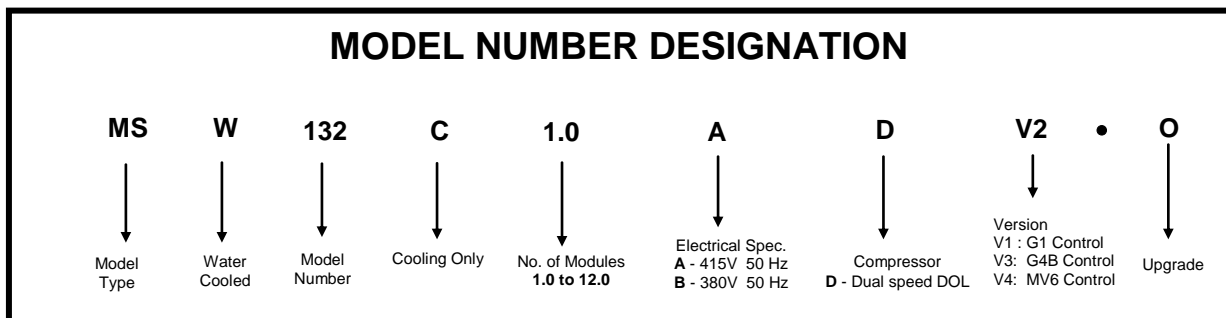 MODEL NUMBER DESIGNATION
MS W 132 C 1.0 A D V2 • O
Model Type
Water Cooled
Model Number
Cooling Only
No. of Modules
1.0 to 12.0
Electrical Spec.
A - 415V 50 Hz
B - 380V 50 Hz
Compressor
D - Dual speed DOL
Version
V1 : G1 Control
V3: G4B Control
V4: MV6 Control
Upgrade